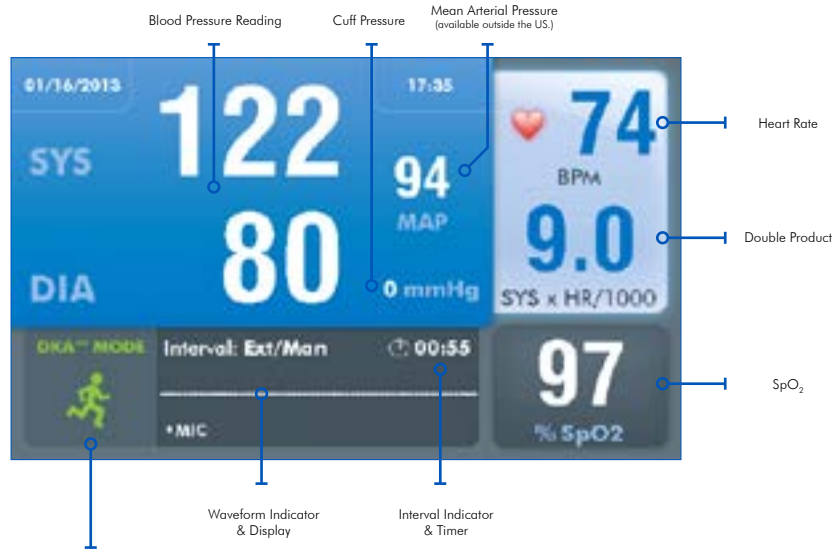 Blood Pressure Reading
Cuff Pressure
Mean Arterial Pressure
(available outside the US.)
01/16/2013
17:35
SYS
122
94
MAP
DIA
80
0 mmHg
74
BPM
9.0
SYS x HR/1000
Heart Rate
Double Product
DKA™ MODE
Interval: Ext/Man
00:55
•MIC
97
% SpO2
SpO₂
Waveform Indicator
& Display
Interval Indicator
& Timer